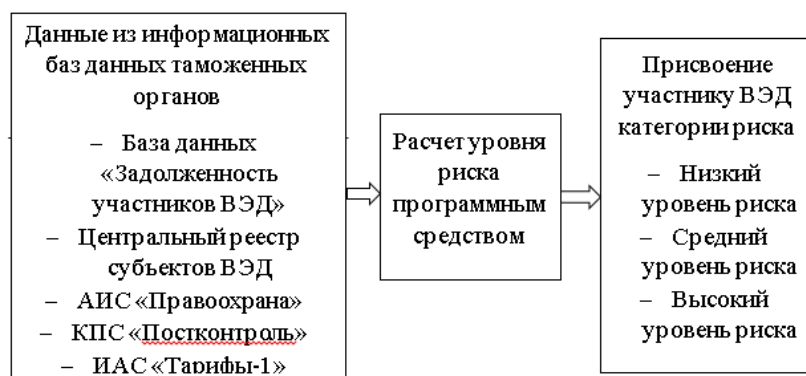 Данные из информационных
баз данных таможенных
органов
– База данных
«Задолженность
участников ВЭД»
– Центральный реестр
субъектов ВЭД
– АИС «Правоохрана»
– КПС «Постконтроль»
– ИАС «Тарифы-1»
Расчет уровня
риска
программным
средством
Присвоение
участнику ВЭД
категории риска
– Низкий
уровень риска
– Средний
уровень риска
– Высокий
уровень риска